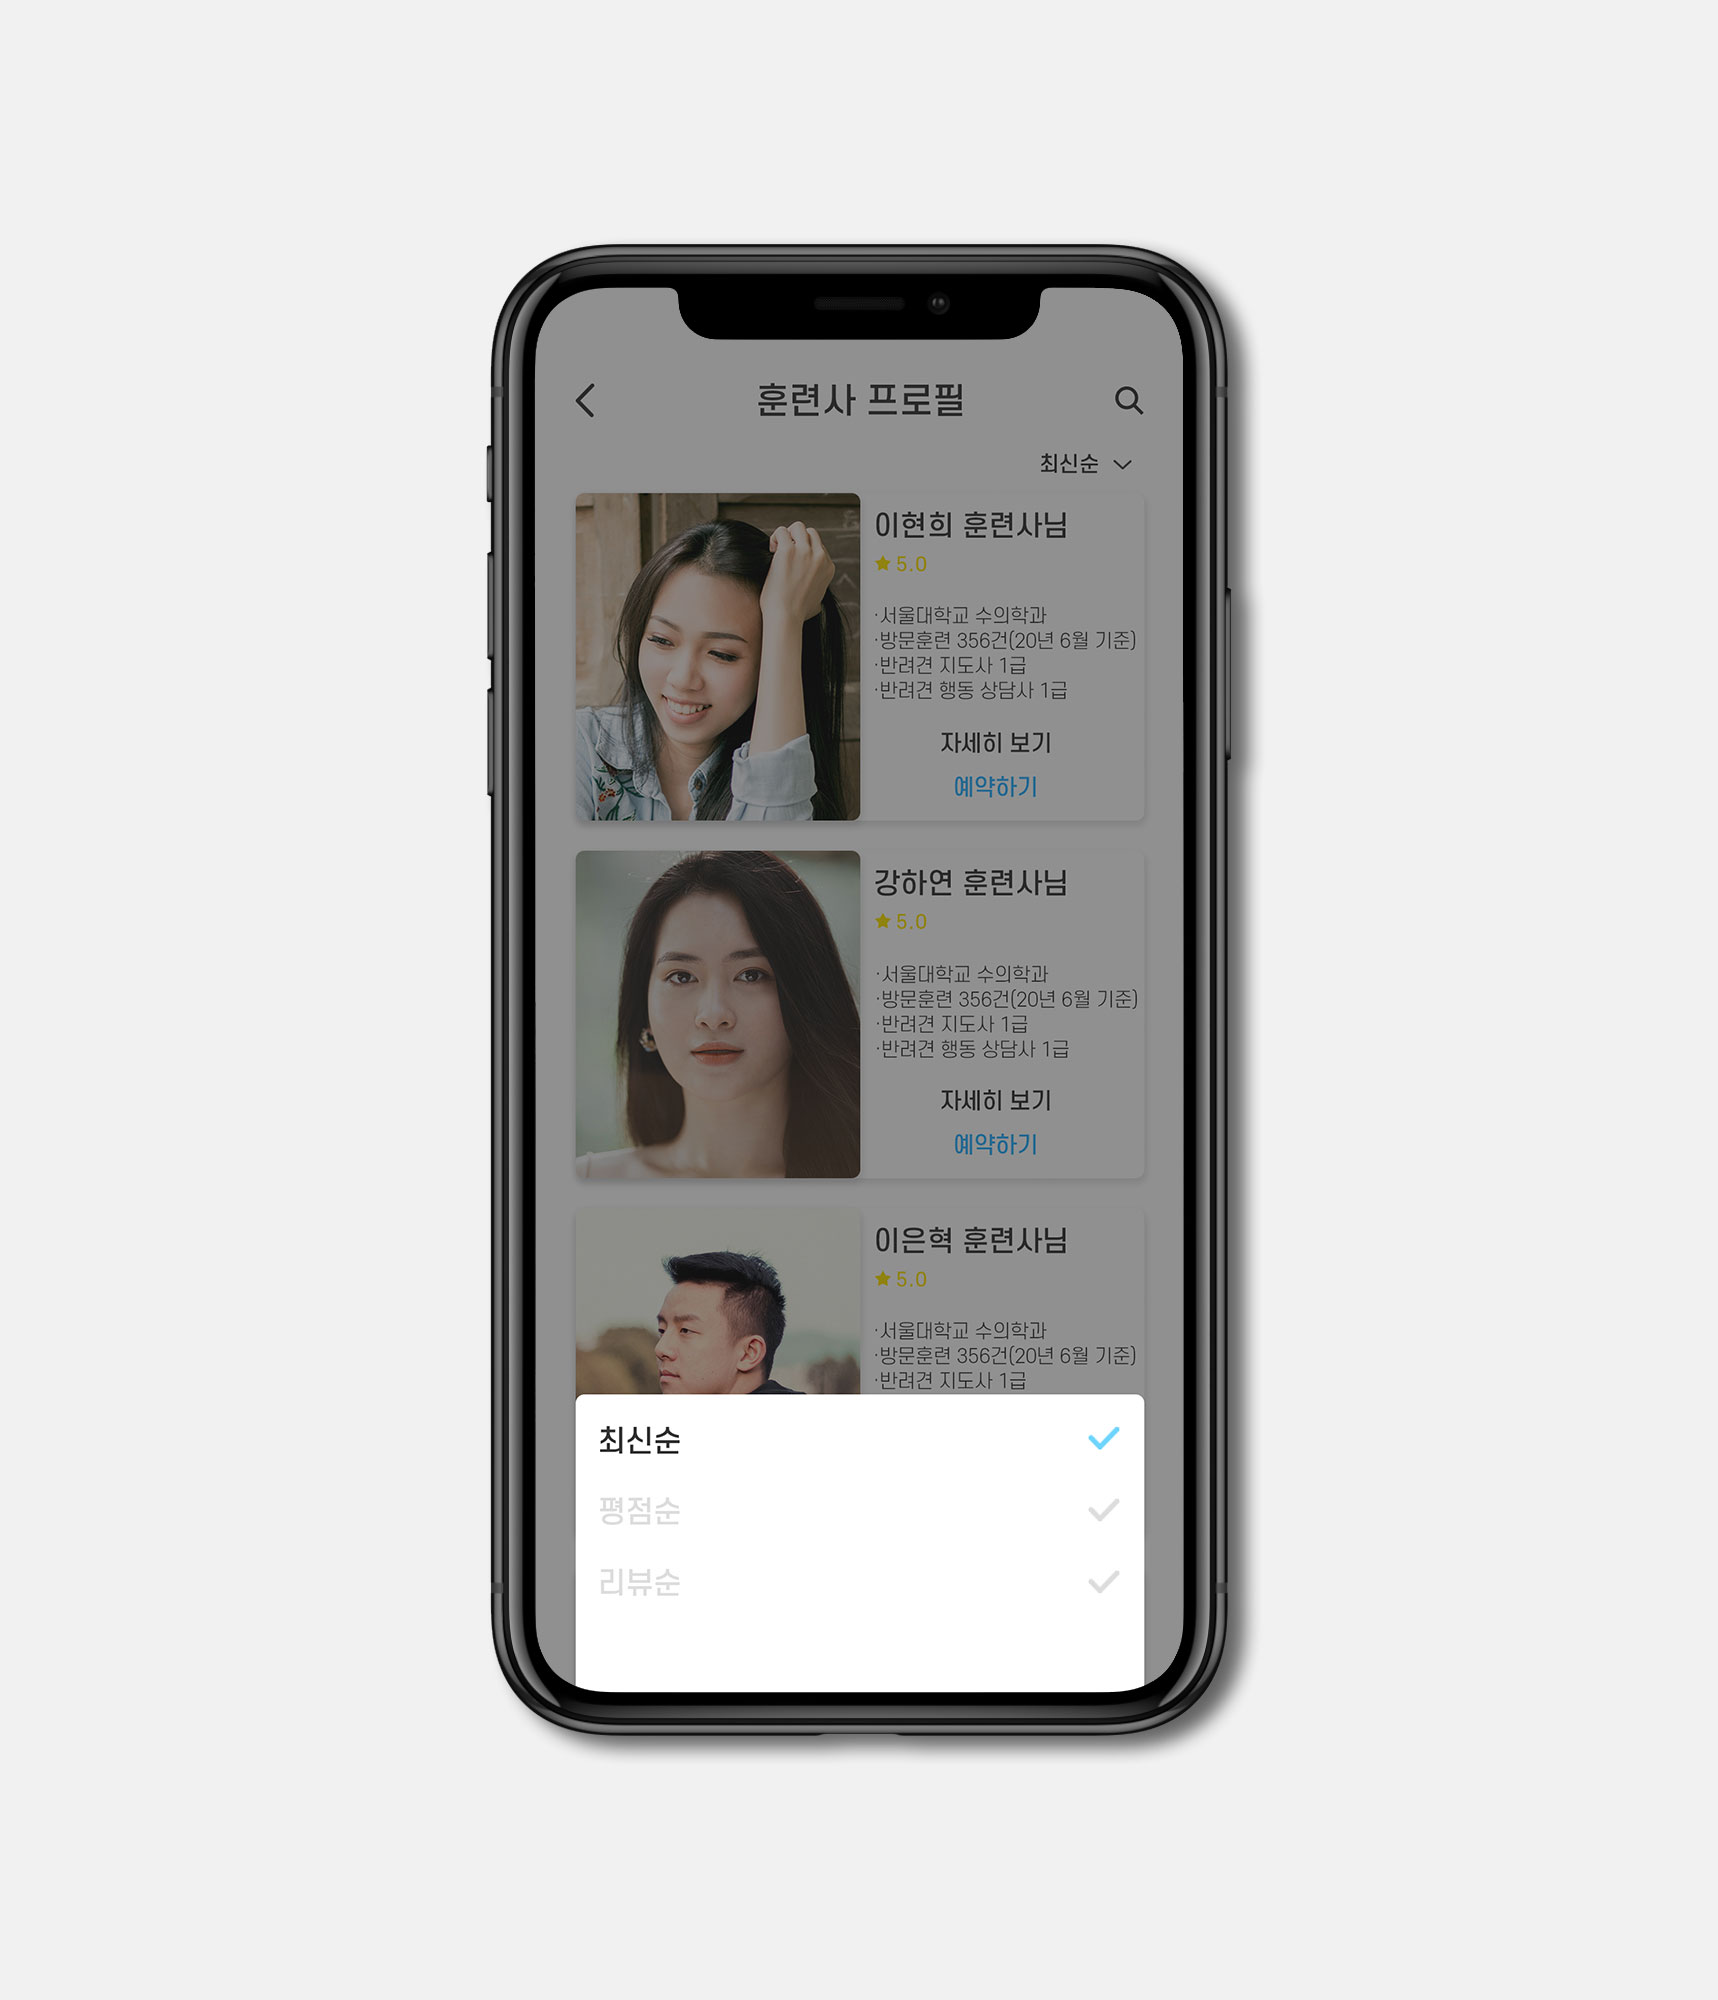 훈련사 프로필
최신순
이현희 훈련사님
5.0
·서울대학교 수의학과
·방문훈련 356건(20년 6월 기준)
·반려견 지도사 1급
·반려견 행동 상담사 1급
자세히 보기
예약하기
강하연 훈련사님
5.0
·서울대학교 수의학과
·방문훈련 356건(20년 6월 기준)
·반려견 지도사 1급
·반려견 행동 상담사 1급
자세히 보기
예약하기
이은혁 훈련사님
5.0
·서울대학교 수의학과
·방문훈련 356건(20년 6월 기준)
·반려견 지도사 1급
최신순
평점순
리뷰순